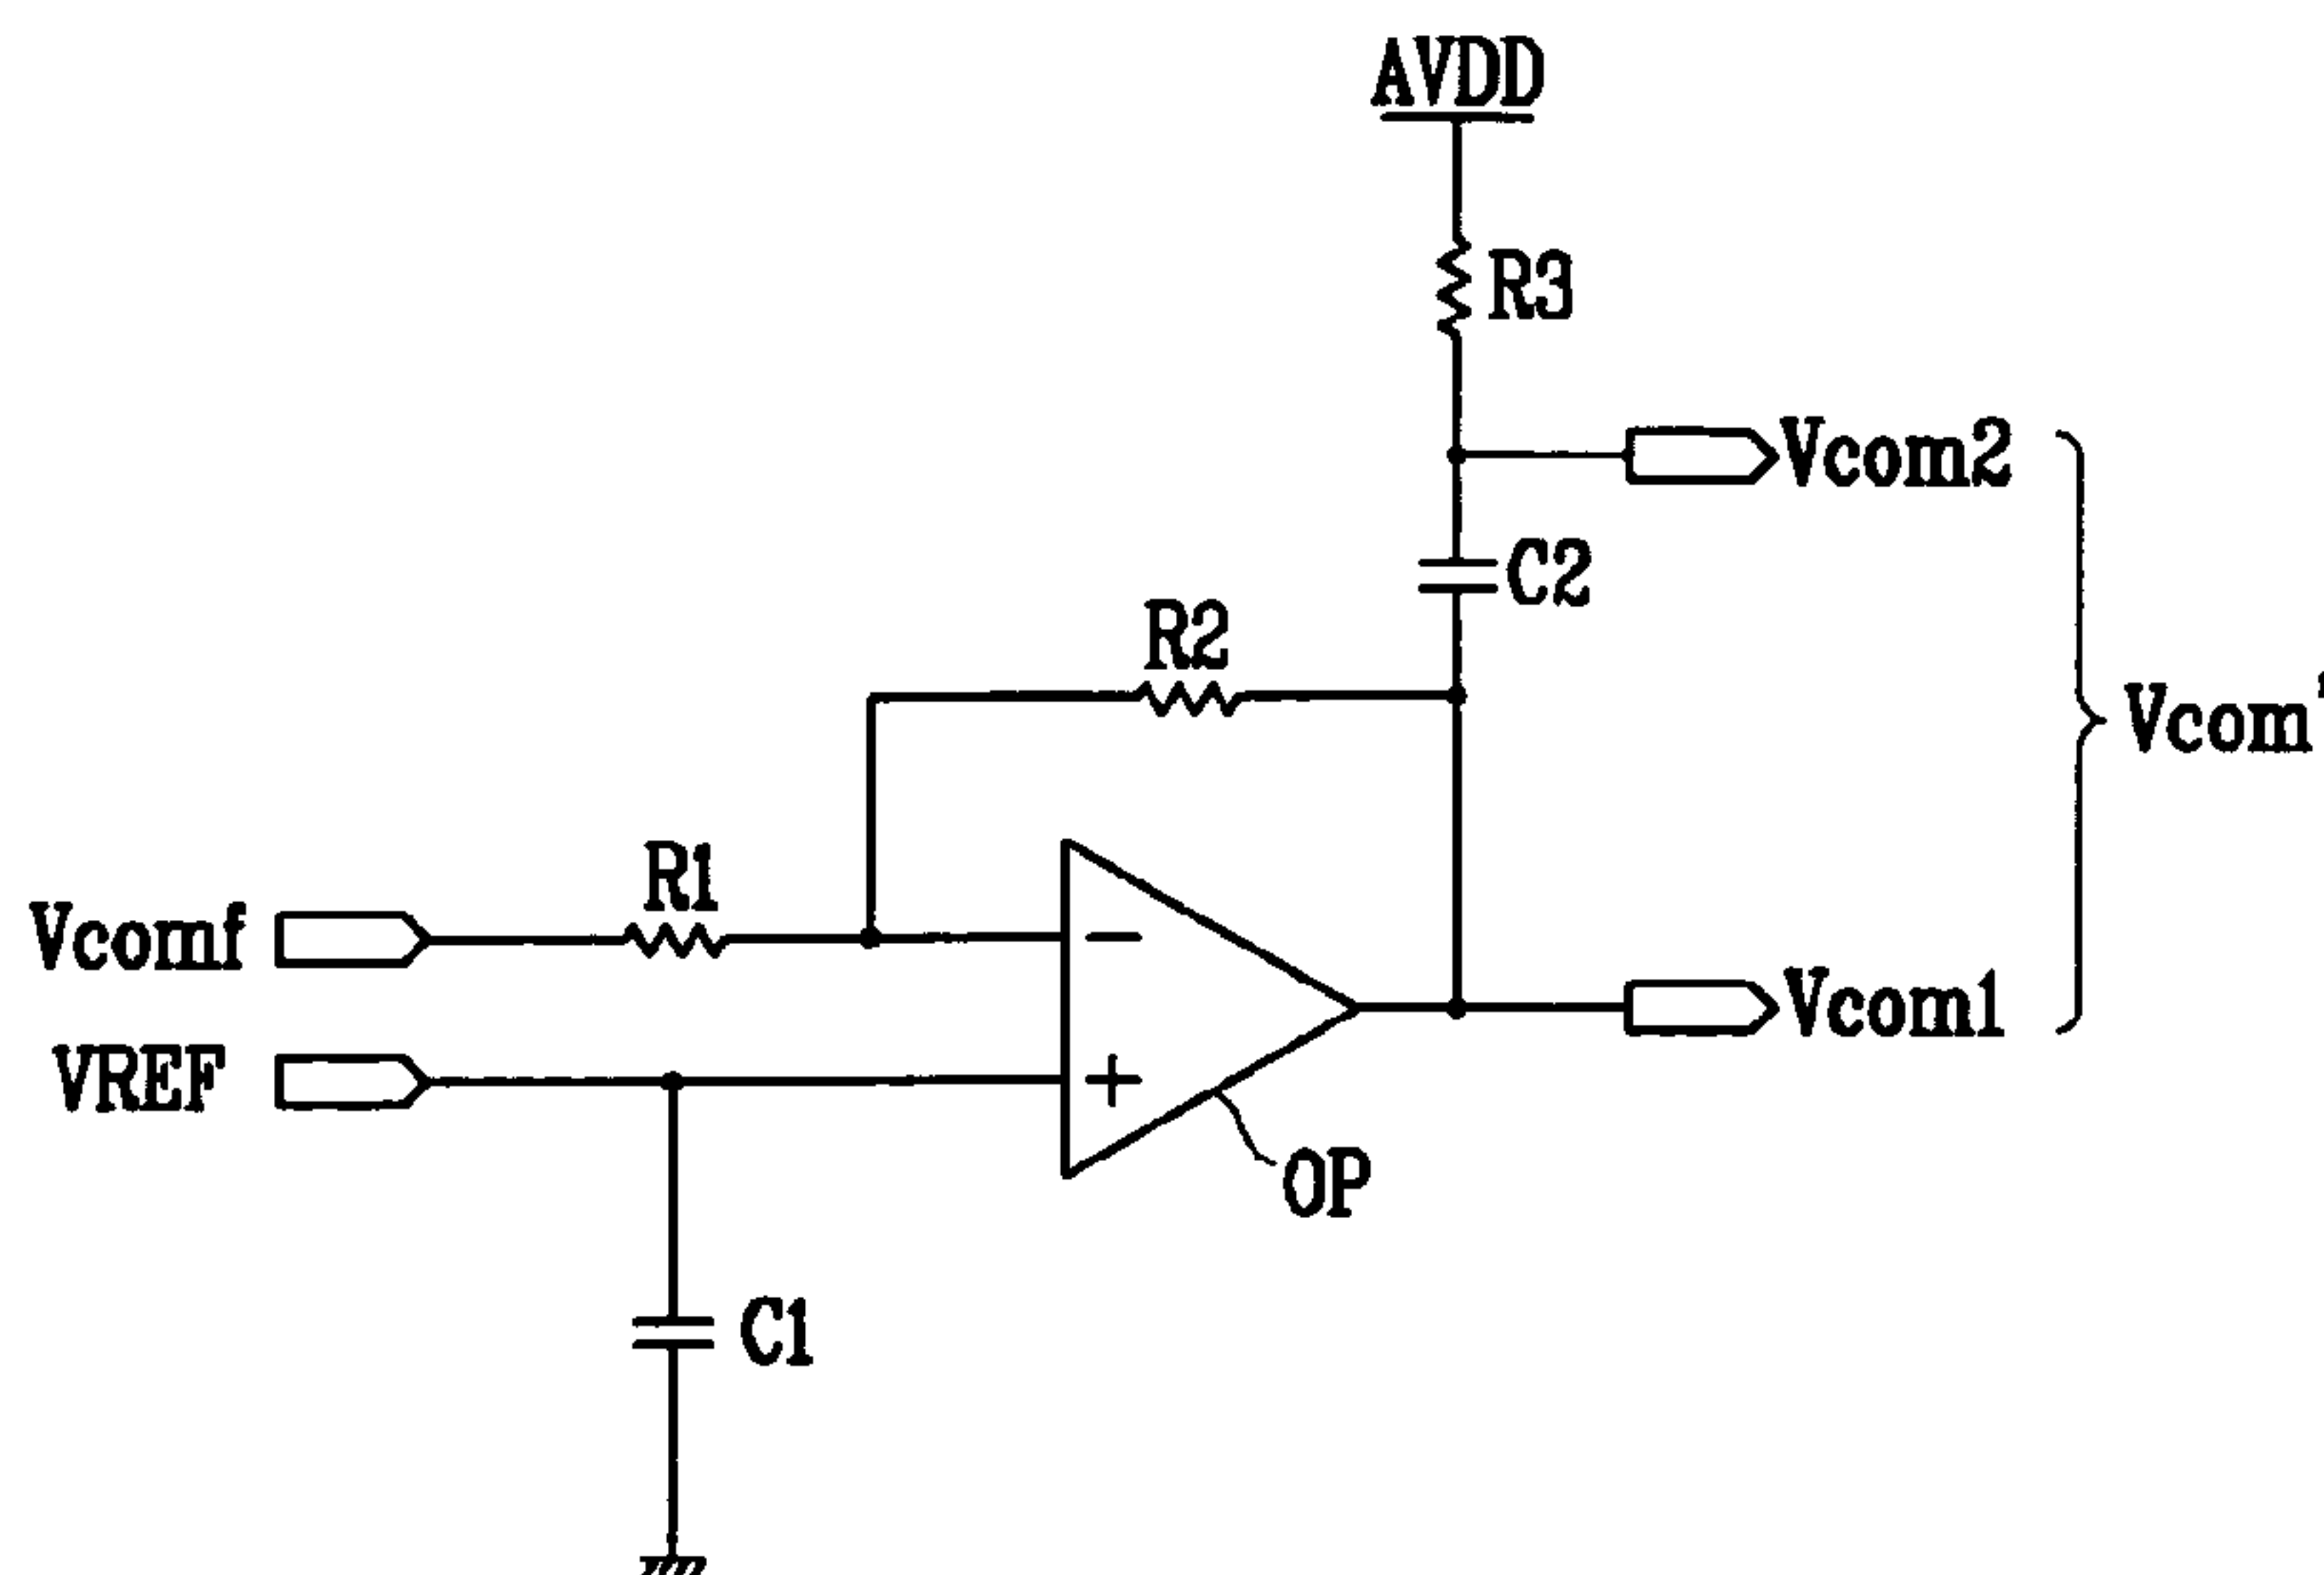 AVDD
R3
Vcom2
C2
R2
Vcom'
R1
Vcomf
Vcom1
VREF
OP
C1